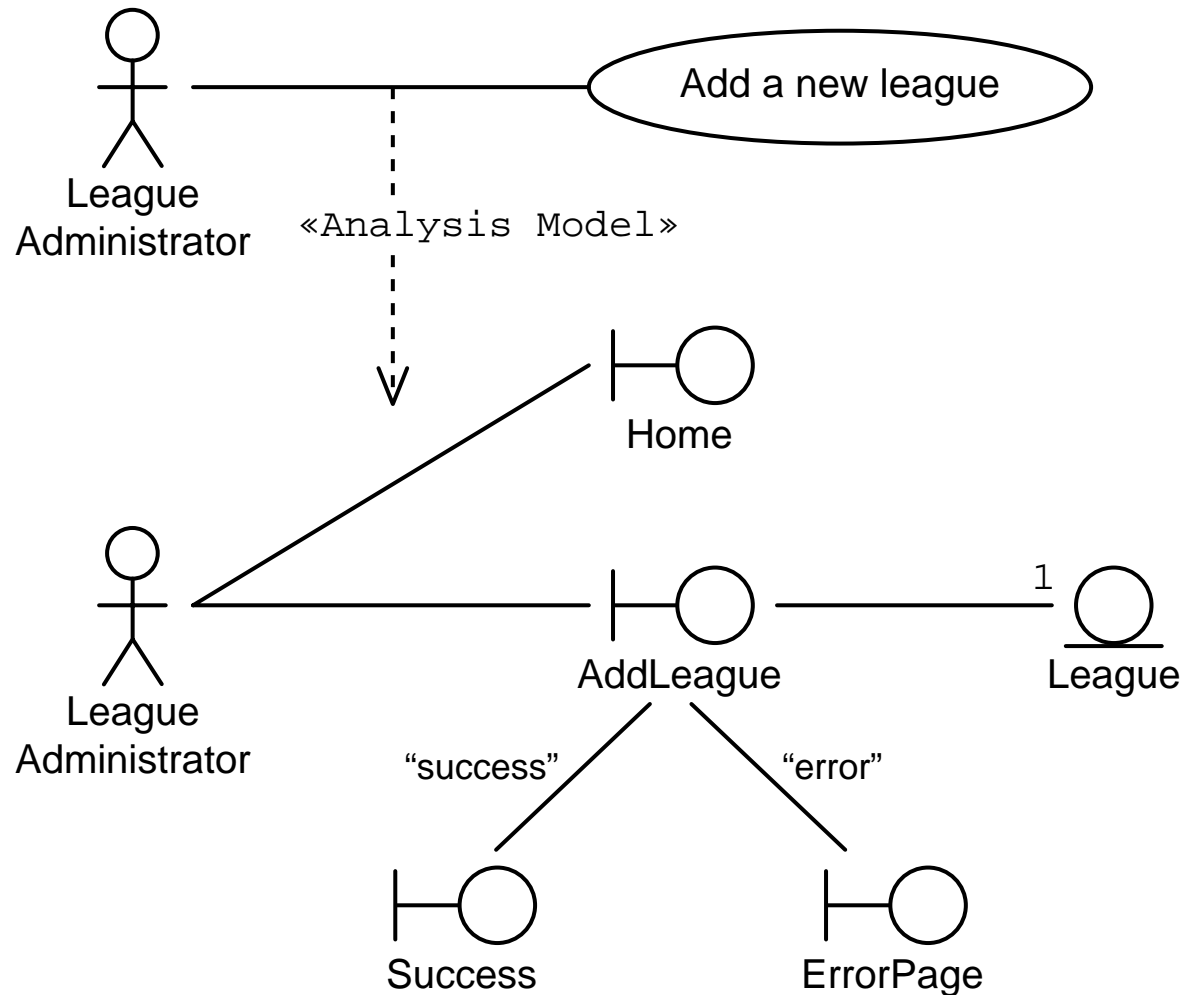 Add a new league
League
Administrator
«Analysis Model»
Home
1
AddLeague
League
League
Administrator
“success”
“error”
Success
ErrorPage